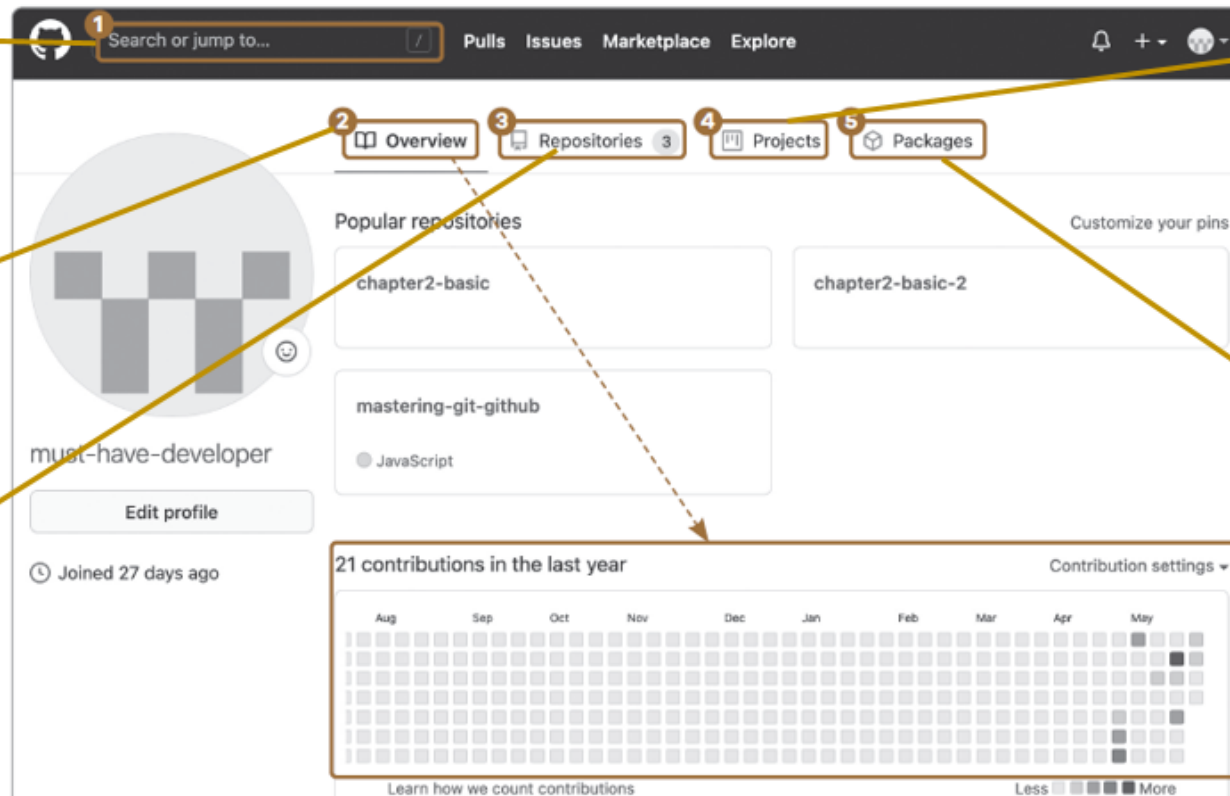 1
Search or jump to... /
Pulls Issues Marketplace Explore
2 Overview
3 Repositories 3
4 Projects
5 Packages
Popular repositories
Customize your pins
chapter2-basic
chapter2-basic-2
mastering-git-github
JavaScript
must-have-developer
Edit profile
Joined 27 days ago
21 contributions in the last year
Contribution settings
Aug Sep Oct Nov Dec Jan Feb Mar Apr May
Learn how we count contributions
Less More